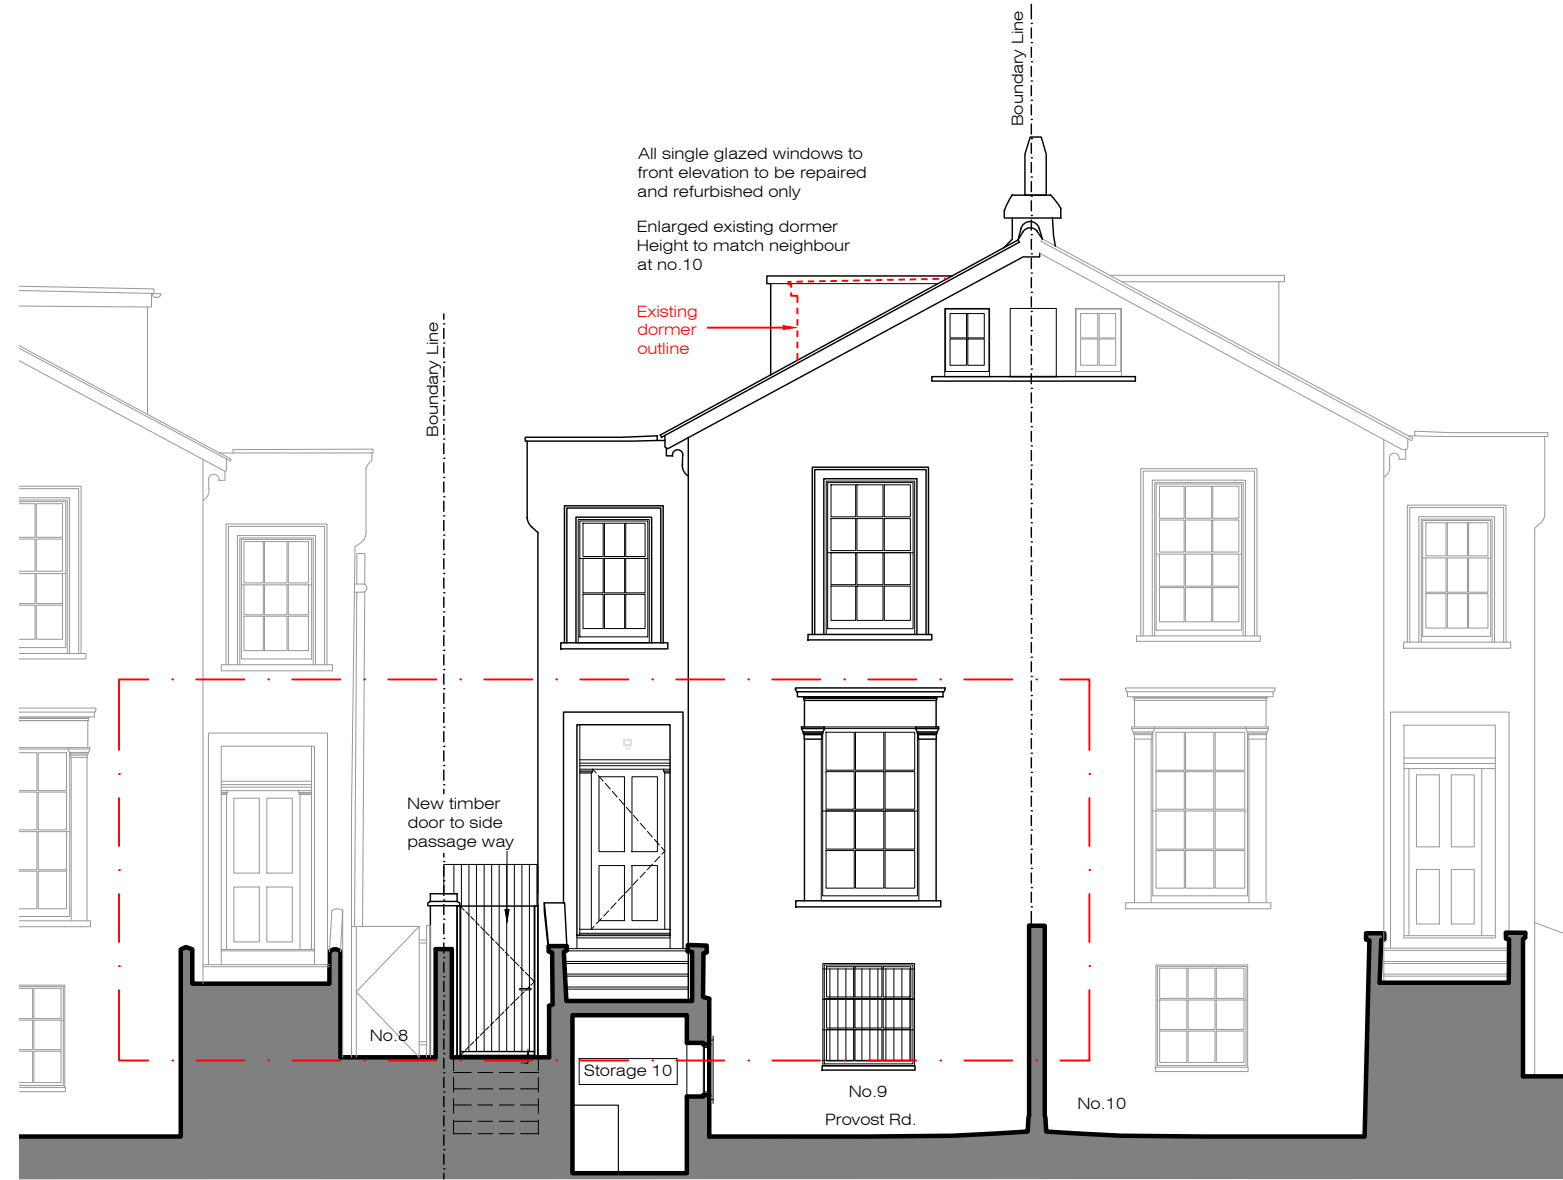 Boundary Line
All single glazed windows to
front elevation to be repaired
and refurbished only
Enlarged existing dormer
Height to match neighbour
at no.10
Existing
dormer
outline
Boundary Line
New timber
door to side
passage way
No.8
Storage 10
No.9
Provost Rd.
No.10